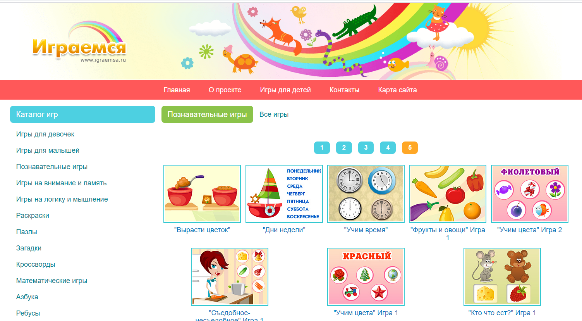 Играемся
www.igraemsa.ru
Главная О проекте Игры для детей Контакты Карта сайта
Каталог игр
Познавательные игры Все игры
1 2 3 4 5
Игры для девочек
Игры для малышей
Познавательные игры
Игры на внимание и память
Игры на логику и мышление
Раскраски
Пазлы
Загадки
Кроссворды
Математические игры
Азбука
Ребусы
ПОНЕДЕЛЬНИК
ВТОРНИК
СРЕДА
ЧЕТВЕРГ
ПЯТНИЦА
СУББОТА
ВОСКРЕСЕНЬЕ
ФИОЛЕТОВЫЙ
"Вырасти цветок" "Дни недели" "Учим время" "Фрукты и овощи" Игра 1 "Учим цвета" Игра 2
КРАСНЫЙ
"Съедобное-
несъедобное" Игра 1
"Учим цвета" Игра 1
"Кто что ест?" Игра 1